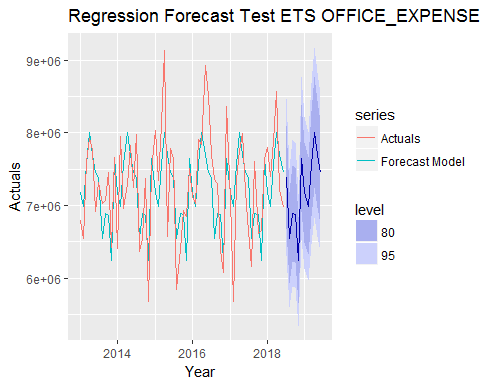 Regression Forecast Test ETS OFFICE_EXPENSE
9e+06
8e+06
7e+06
6e+06
Actuals
2014
2016
2018
Year
series
Actuals
Forecast Model
level
80
95